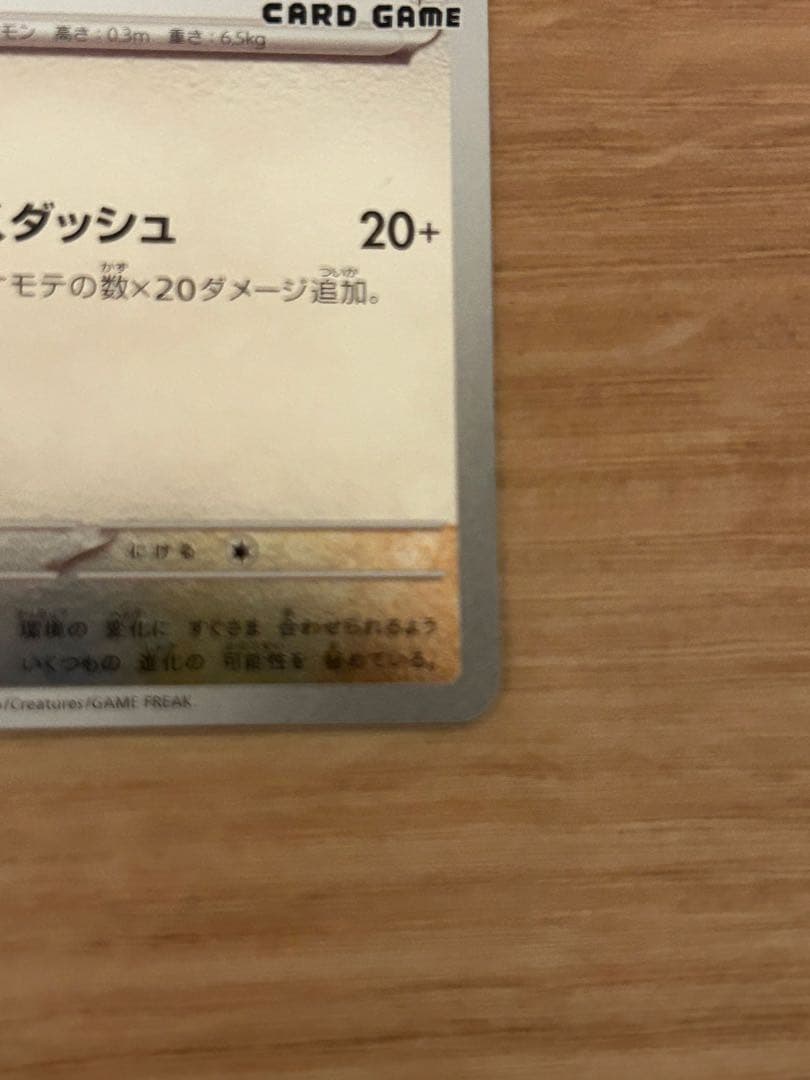 CARD GAME
モン 高さ：0.3m 重さ：6.5kg
ダッシュ 20+
モテの数×20ダメージ追加。
にげる
環境の 変化に すぐさま 合わせられるよう
いくつもの 進化の 可能性を 秘めている。
/Creatures/GAME FREAK